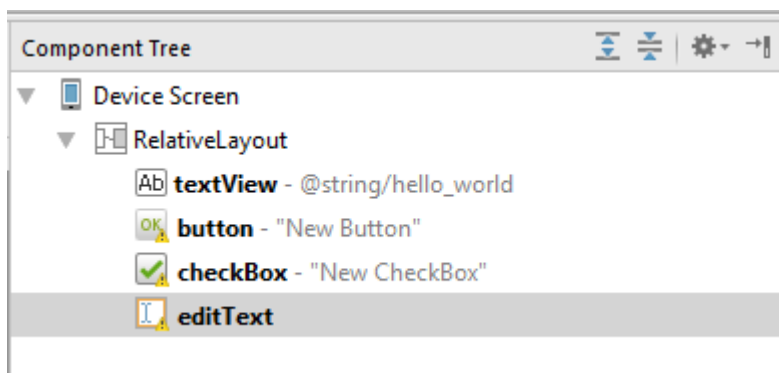 Component Tree
Device Screen
RelativeLayout
Ab textView - @string/hello_world
OK button - "New Button"
checkBox - "New CheckBox"
editText